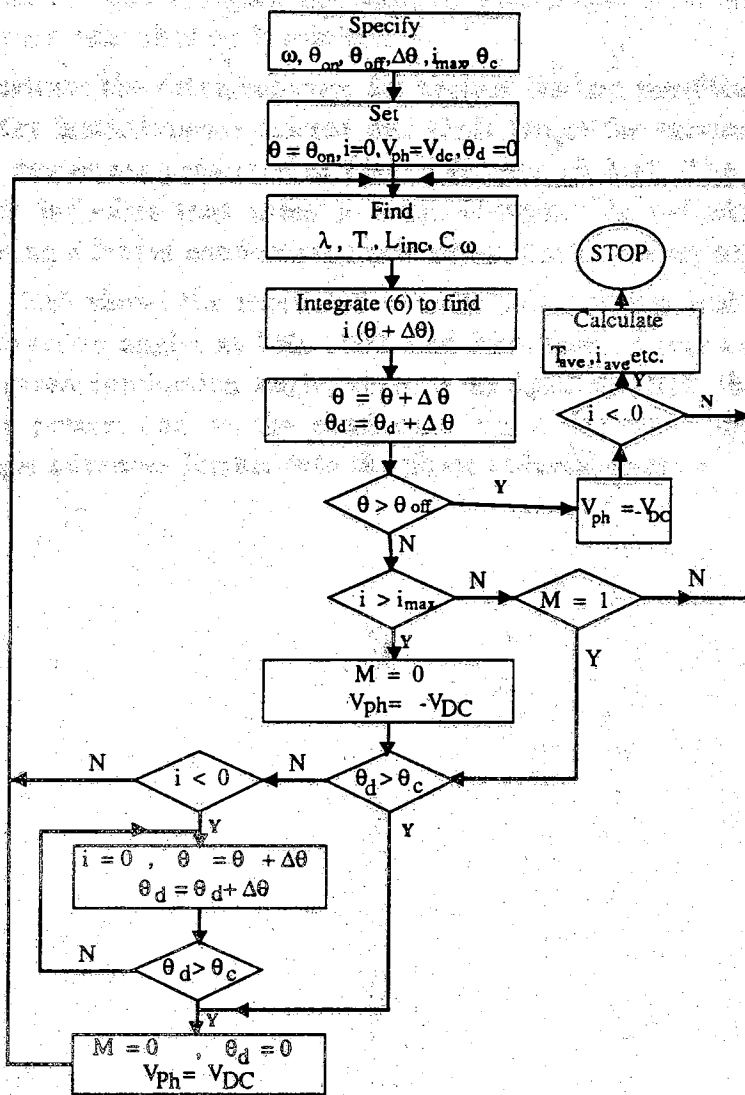 Specify
ω, θon, θoff, Δθ, imax, θc
Set
θ = θon, i=0, Vph=Vdc, θd =0
Find
λ , T , Linc, C ω
Integrate (6) to find
i (θ + Δθ)
θ = θ + Δ θ
θd = θd + Δ θ
θ > θoff
Y
N
Vph = -VDC
i < 0
Y
N
Calculate
Tave, iave etc.
STOP
i > imax
N
Y
M = 1
N
Y
M = 0
Vph= -VDC
θd > θc
N
Y
i < 0
N
Y
i = 0 , θ = θ + Δθ
θd = θd + Δθ
θd > θc
N
Y
M = 0 , θd = 0
VPh = VDC